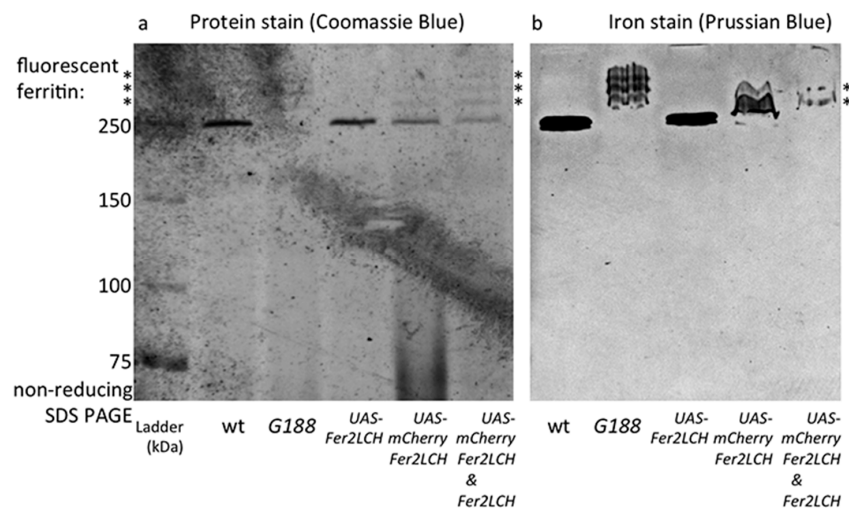 a Protein stain (Coomassie Blue)
b Iron stain (Prussian Blue)
fluorescent * *
ferritin: * *
* *
* *
250
150
100
75
non-reducing
SDS PAGE
Ladder (kDa)
wt
G188
UAS-
Fer2LCH
UAS-
mCherry
Fer2LCH
UAS-
mCherry
Fer2LCH
&
Fer2LCH
wt
G188
UAS-
Fer2LCH
UAS-
mCherry
Fer2LCH
UAS-
mCherry
Fer2LCH
&
Fer2LCH